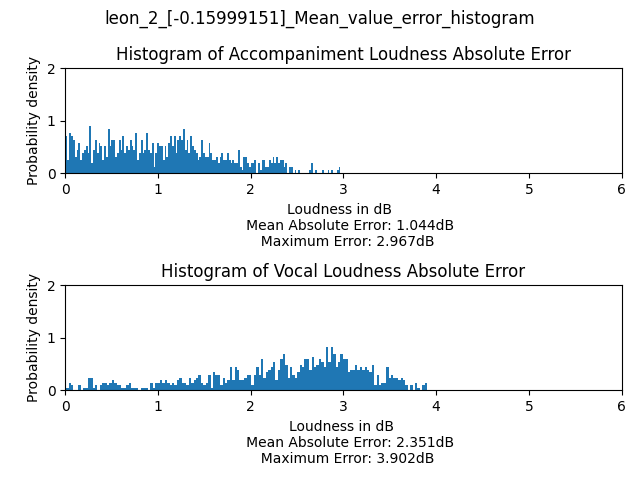 leon_2_[-0.15999151]_Mean_value_error_histogram
Histogram of Accompaniment Loudness Absolute Error
Probability density
2
1
0
0 1 2 3 4 5 6
Loudness in dB
Mean Absolute Error: 1.044dB
Maximum Error: 2.967dB
Histogram of Vocal Loudness Absolute Error
Probability density
2
1
0
0 1 2 3 4 5 6
Loudness in dB
Mean Absolute Error: 2.351dB
Maximum Error: 3.902dB